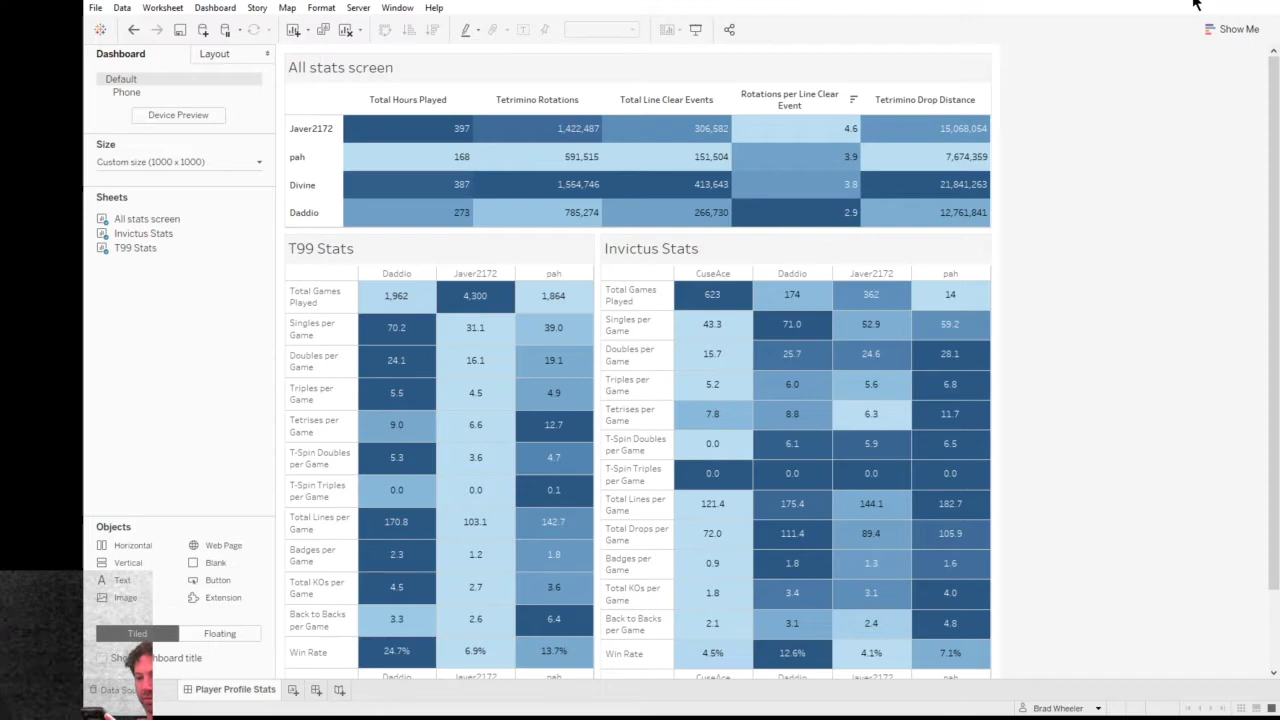 File Data Worksheet Dashboard Story Map Format Server Window Help
Show Me
Dashboard Layout
Default
Phone
Device Preview
Size
Custom size (1000 x 1000)
Sheets
All stats screen
Invictus Stats
T99 Stats
Objects
Horizontal Web Page
Vertical Blank
Text Button
Image Extension
Tiled Floating
All stats screen
Total Hours Played Tetrimino Rotations Total Line Clear Events Rotations per Line Clear Event Tetrimino Drop Distance
Javer2172 397 1,422,487 306,582 4.6 15,068,054
pah 168 591,515 151,504 3.9 7,674,359
Divine 387 1,564,746 413,643 3.8 21,841,263
Daddio 273 785,274 266,730 2.9 12,761,841
T99 Stats
Daddio Javer2172 pah
Total Games Played 1,962 4,300 1,864
Singles per Game 70.2 31.1 39.0
Doubles per Game 24.1 16.1 19.1
Triples per Game 5.5 4.5 4.9
Tetrises per Game 9.0 6.6 12.7
T-Spin Doubles per Game 5.3 3.6 4.7
T-Spin Triples per Game 0.0 0.0 0.1
Total Lines per Game 170.8 103.1 142.7
Badges per Game 2.3 1.2 1.8
Total KOs per Game 4.5 2.7 3.6
Back to Backs per Game 3.3 2.6 6.4
Win Rate 24.7% 6.9% 13.7%
Daddio Javer2172 pah
Invictus Stats
CuseAce Daddio Javer2172 pah
Total Games Played 623 174 362 14
Singles per Game 43.3 71.0 52.9 59.2
Doubles per Game 15.7 25.7 24.6 28.1
Triples per Game 5.2 6.0 5.6 6.8
Tetrises per Game 7.8 8.8 6.3 11.7
T-Spin Doubles per Game 0.0 6.1 5.9 6.5
T-Spin Triples per Game 0.0 0.0 0.0 0.0
Total Lines per Game 121.4 175.4 144.1 182.7
Total Drops per Game 72.0 111.4 89.4 105.9
Badges per Game 0.9 1.8 1.3 1.6
Total KOs per Game 1.8 3.4 3.1 4.0
Back to Backs per Game 2.1 3.1 2.4 4.8
Win Rate 4.5% 12.6% 4.1% 7.1%
CuseAce Daddio Javer2172 pah
Player Profile Stats
Brad Wheeler